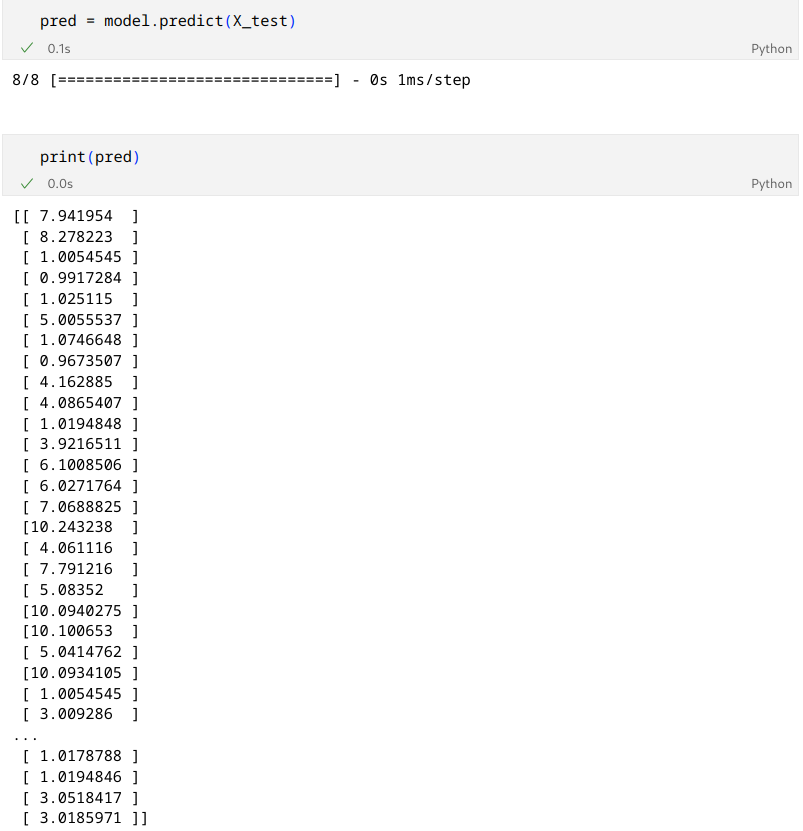 pred = model.predict(X_test)
0.1s Python
8/8 [==============================] - 0s 1ms/step
print(pred)
0.0s Python
[[ 7.941954  ]
 [ 8.278223  ]
 [ 1.0054545 ]
 [ 0.9917284 ]
 [ 1.025115  ]
 [ 5.0055537 ]
 [ 1.0746648 ]
 [ 0.9673507 ]
 [ 4.162885  ]
 [ 4.0865407 ]
 [ 1.0194848 ]
 [ 3.9216511 ]
 [ 6.1008506 ]
 [ 6.0271764 ]
 [ 7.0688825 ]
 [10.243238  ]
 [ 4.061116  ]
 [ 7.791216  ]
 [ 5.08352   ]
 [10.0940275 ]
 [10.100653  ]
 [ 5.0414762 ]
 [10.0934105 ]
 [ 1.0054545 ]
 [ 3.009286  ]
...
 [ 1.0178788 ]
 [ 1.0194846 ]
 [ 3.0518417 ]
 [ 3.0185971 ]]